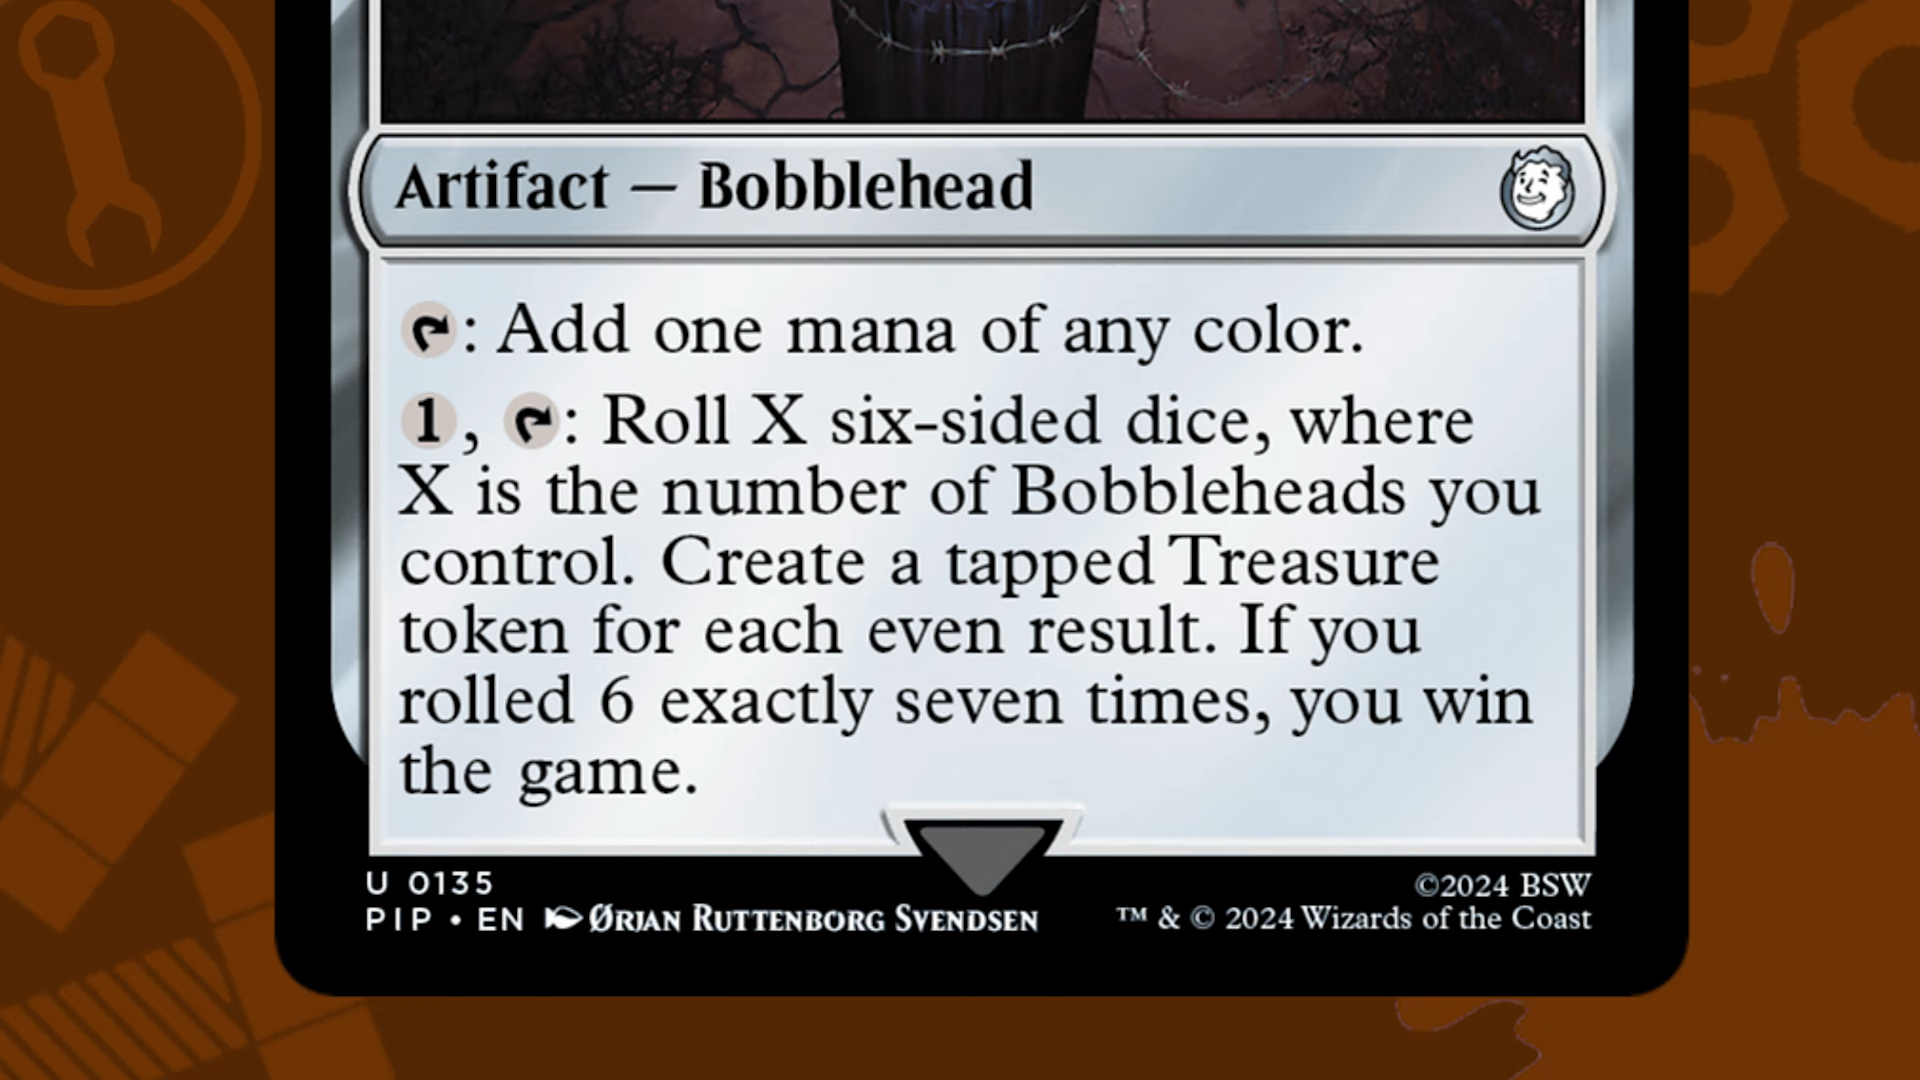 Artifact — Bobblehead
: Add one mana of any color.
1, : Roll X six-sided dice, where
X is the number of Bobbleheads you
control. Create a tapped Treasure
token for each even result. If you
rolled 6 exactly seven times, you win
the game.
U 0135
PIP • EN ØRJAN RUTTENBORG SVENDSEN
©2024 BSW
™ & © 2024 Wizards of the Coast